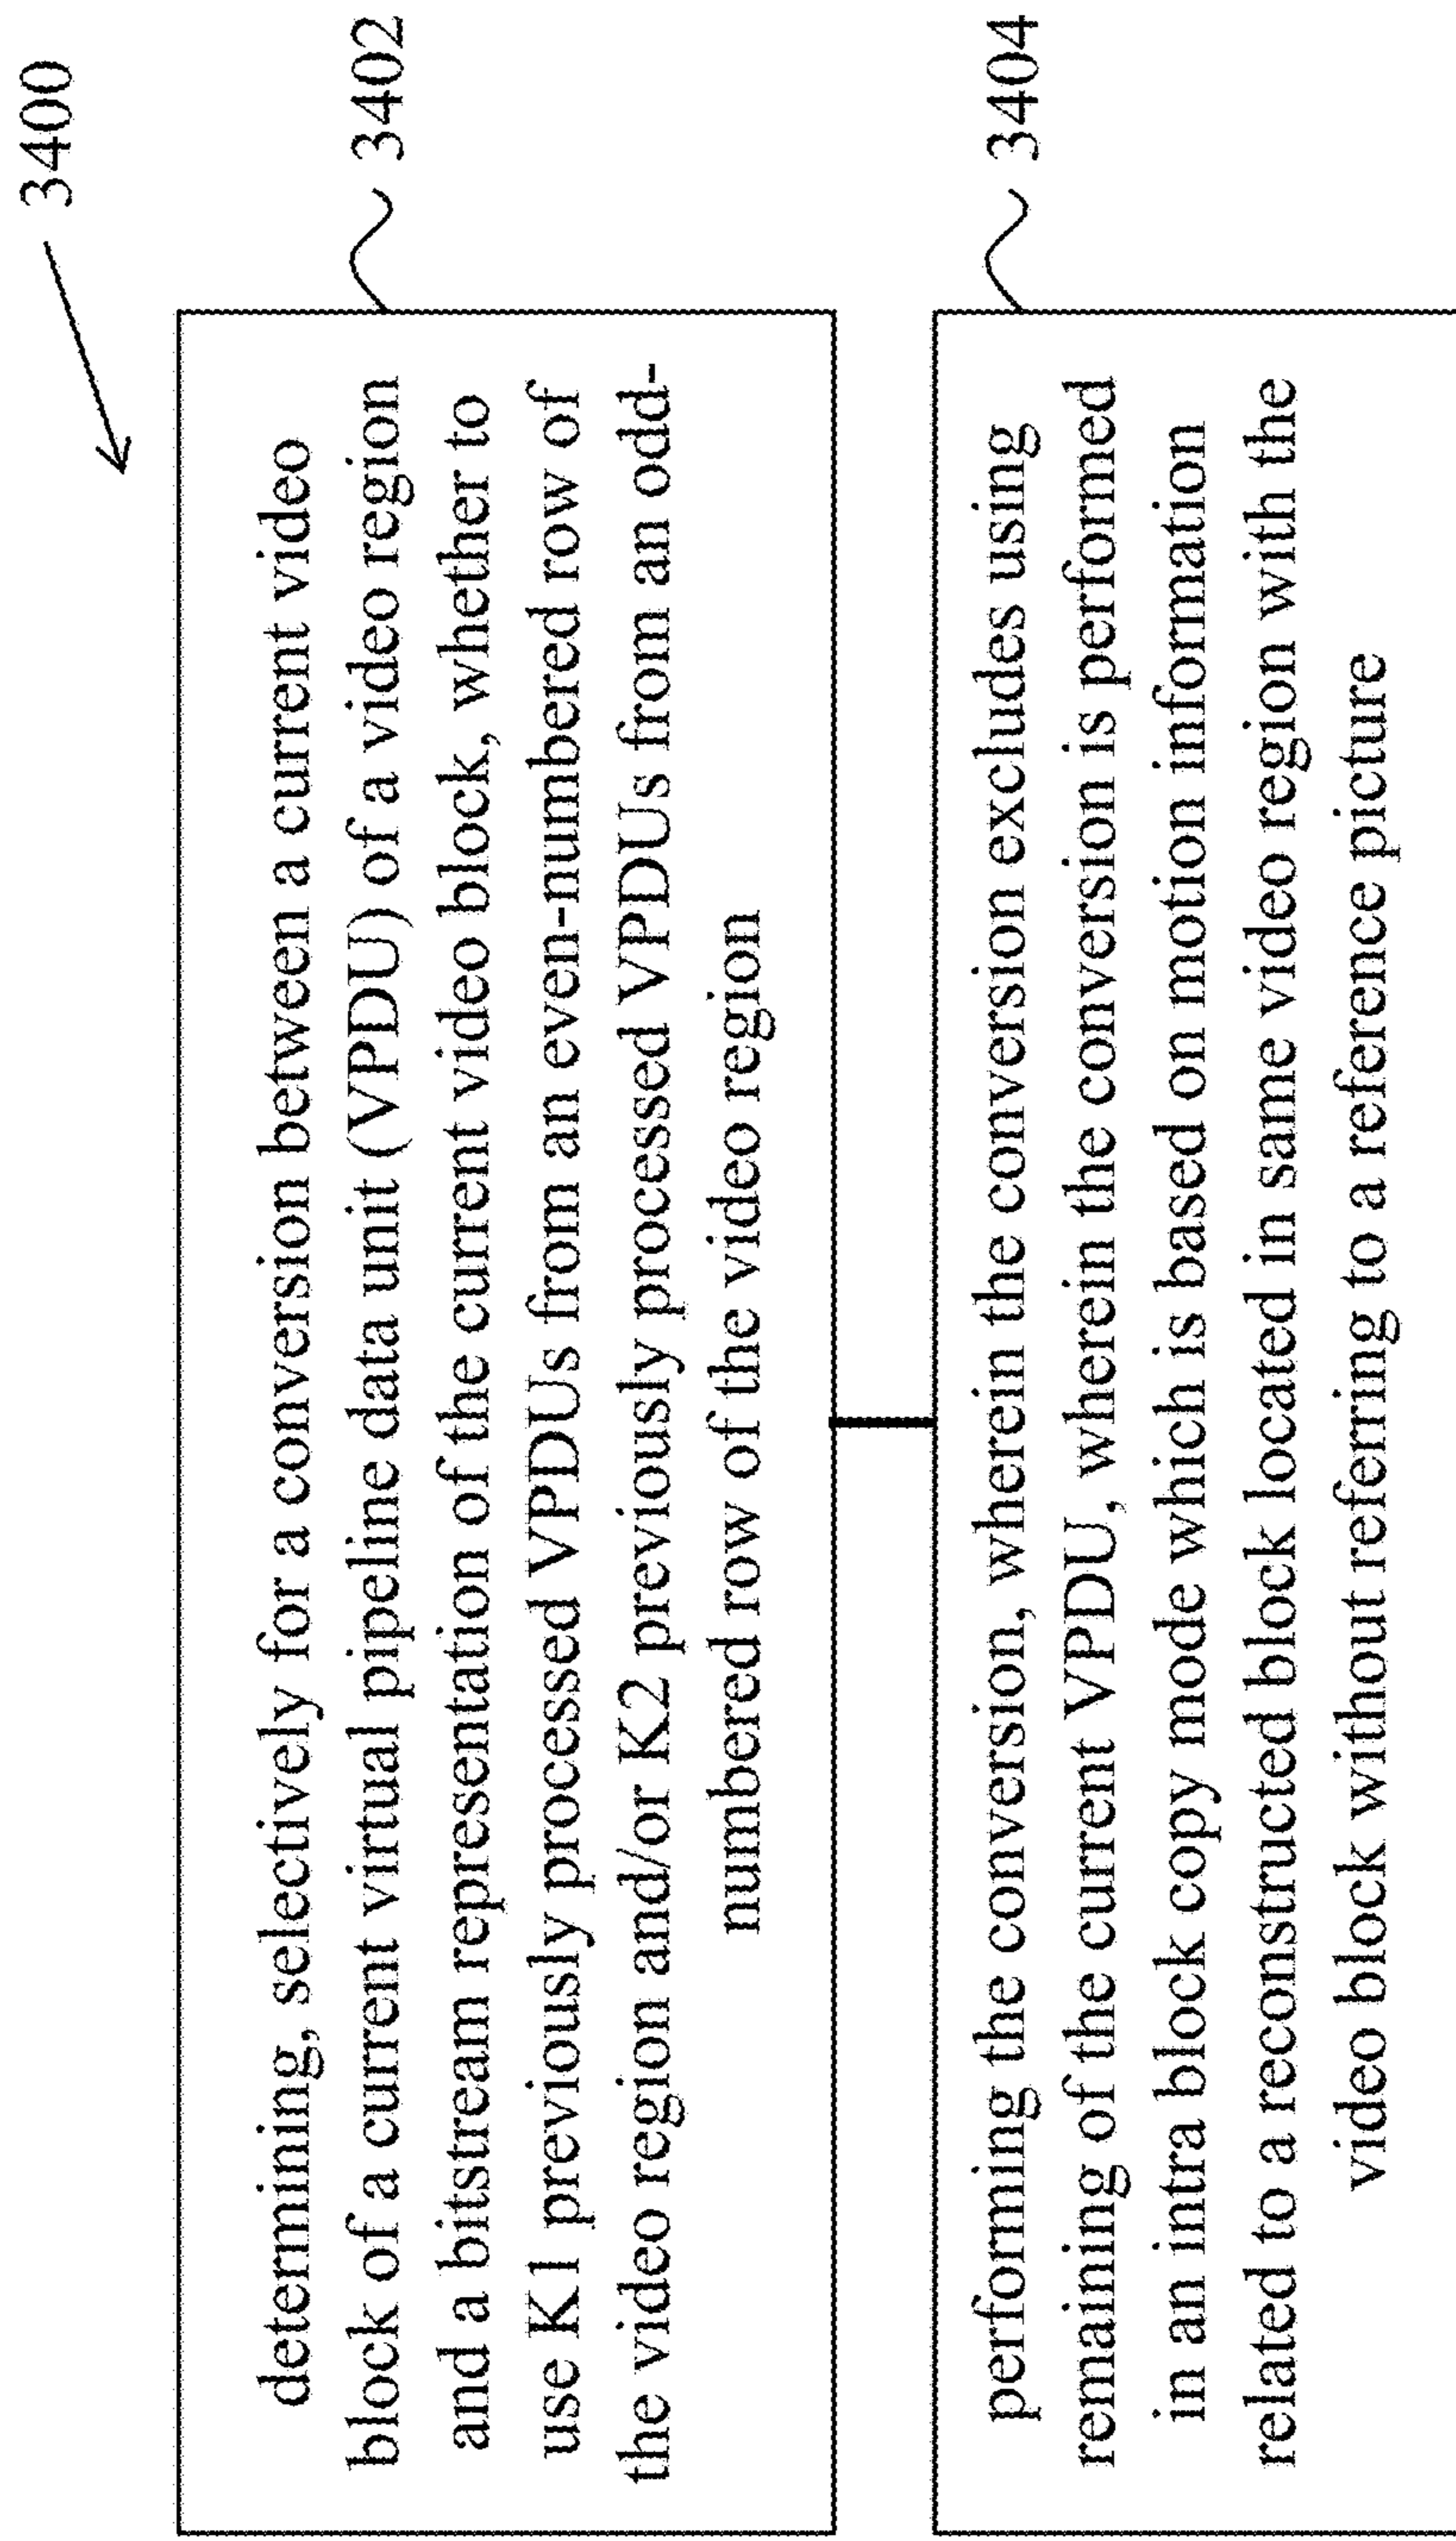 3400
3402
determining, selectively for a conversion between a current video
block of a current virtual pipeline data unit (VPDU) of a video region
and a bitstream representation of the current video block, whether to
use K1 previously processed VPDUs from an even-numbered row of
the video region and/or K2 previously processed VPDUs from an odd-
numbered row of the video region
3404
performing the conversion, wherein the conversion excludes using
remaining of the current VPDU, wherein the conversion is performed
in an intra block copy mode which is based on motion information
related to a reconstructed block located in same video region with the
video block without referring to a reference picture